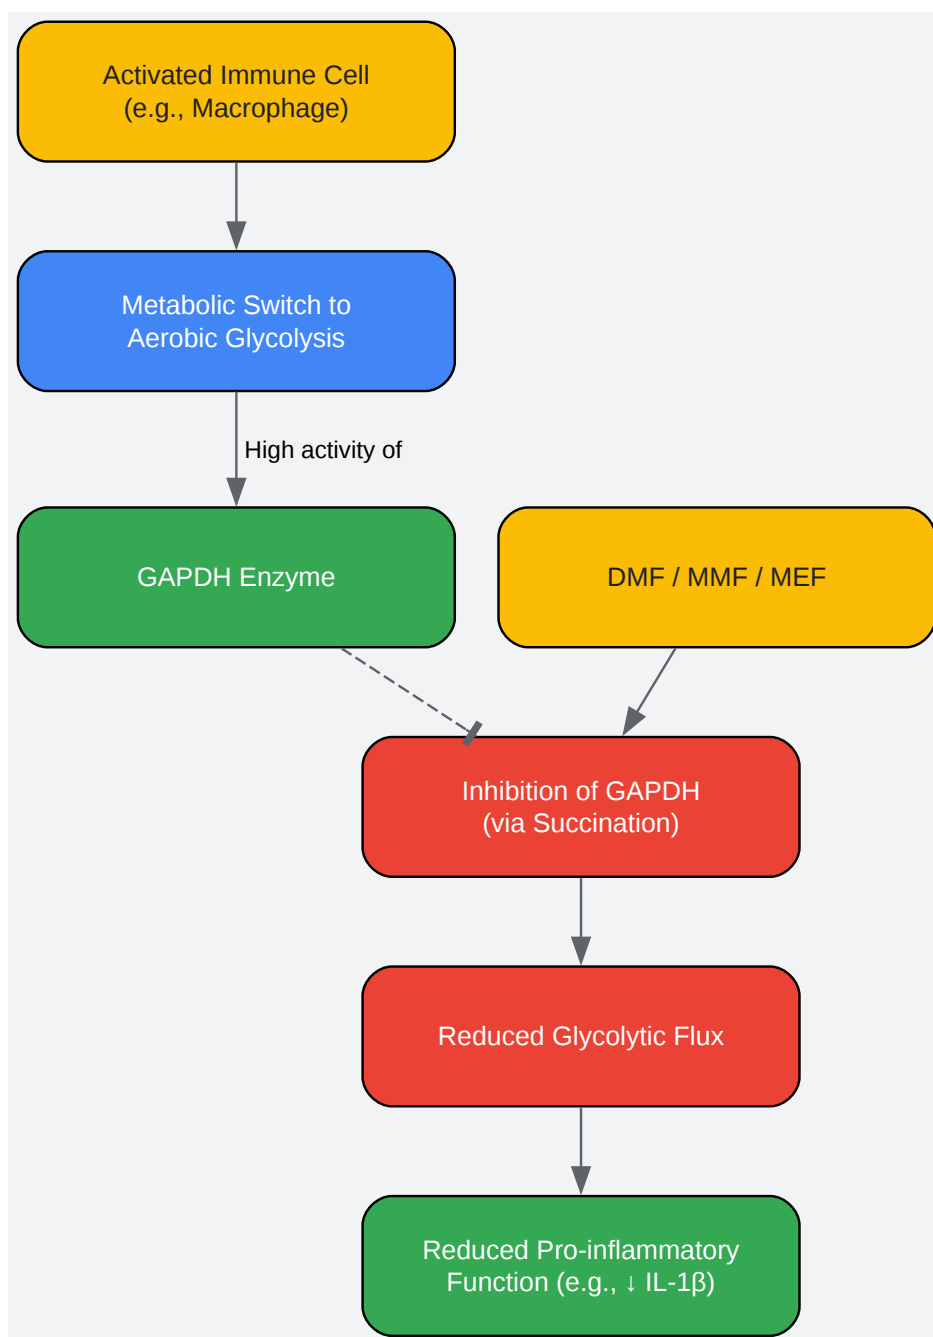 Activated Immune Cell
(e.g., Macrophage)
Metabolic Switch to
Aerobic Glycolysis
High activity of
GAPDH Enzyme
DMF / MMF / MEF
Inhibition of GAPDH
(via Succination)
Reduced Glycolytic Flux
Reduced Pro-inflammatory
Function (e.g., ↓ IL-1β)